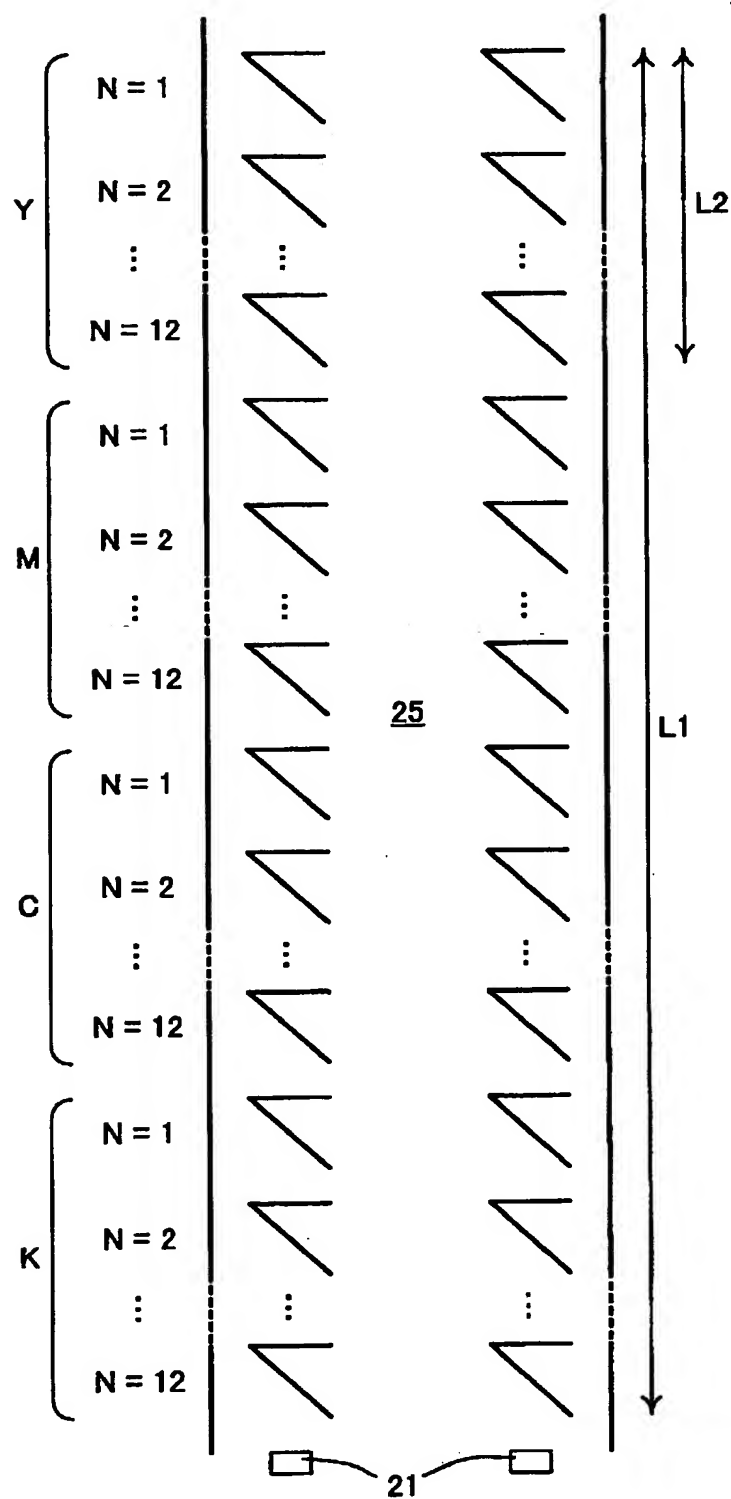 Y
N = 1
N = 2
⋮ ⋮ ⋮
N = 12
L2
M
N = 1
N = 2
⋮ ⋮ ⋮
N = 12
25
L1
C
N = 1
N = 2
⋮ ⋮ ⋮
N = 12
K
N = 1
N = 2
⋮ ⋮ ⋮
N = 12
21